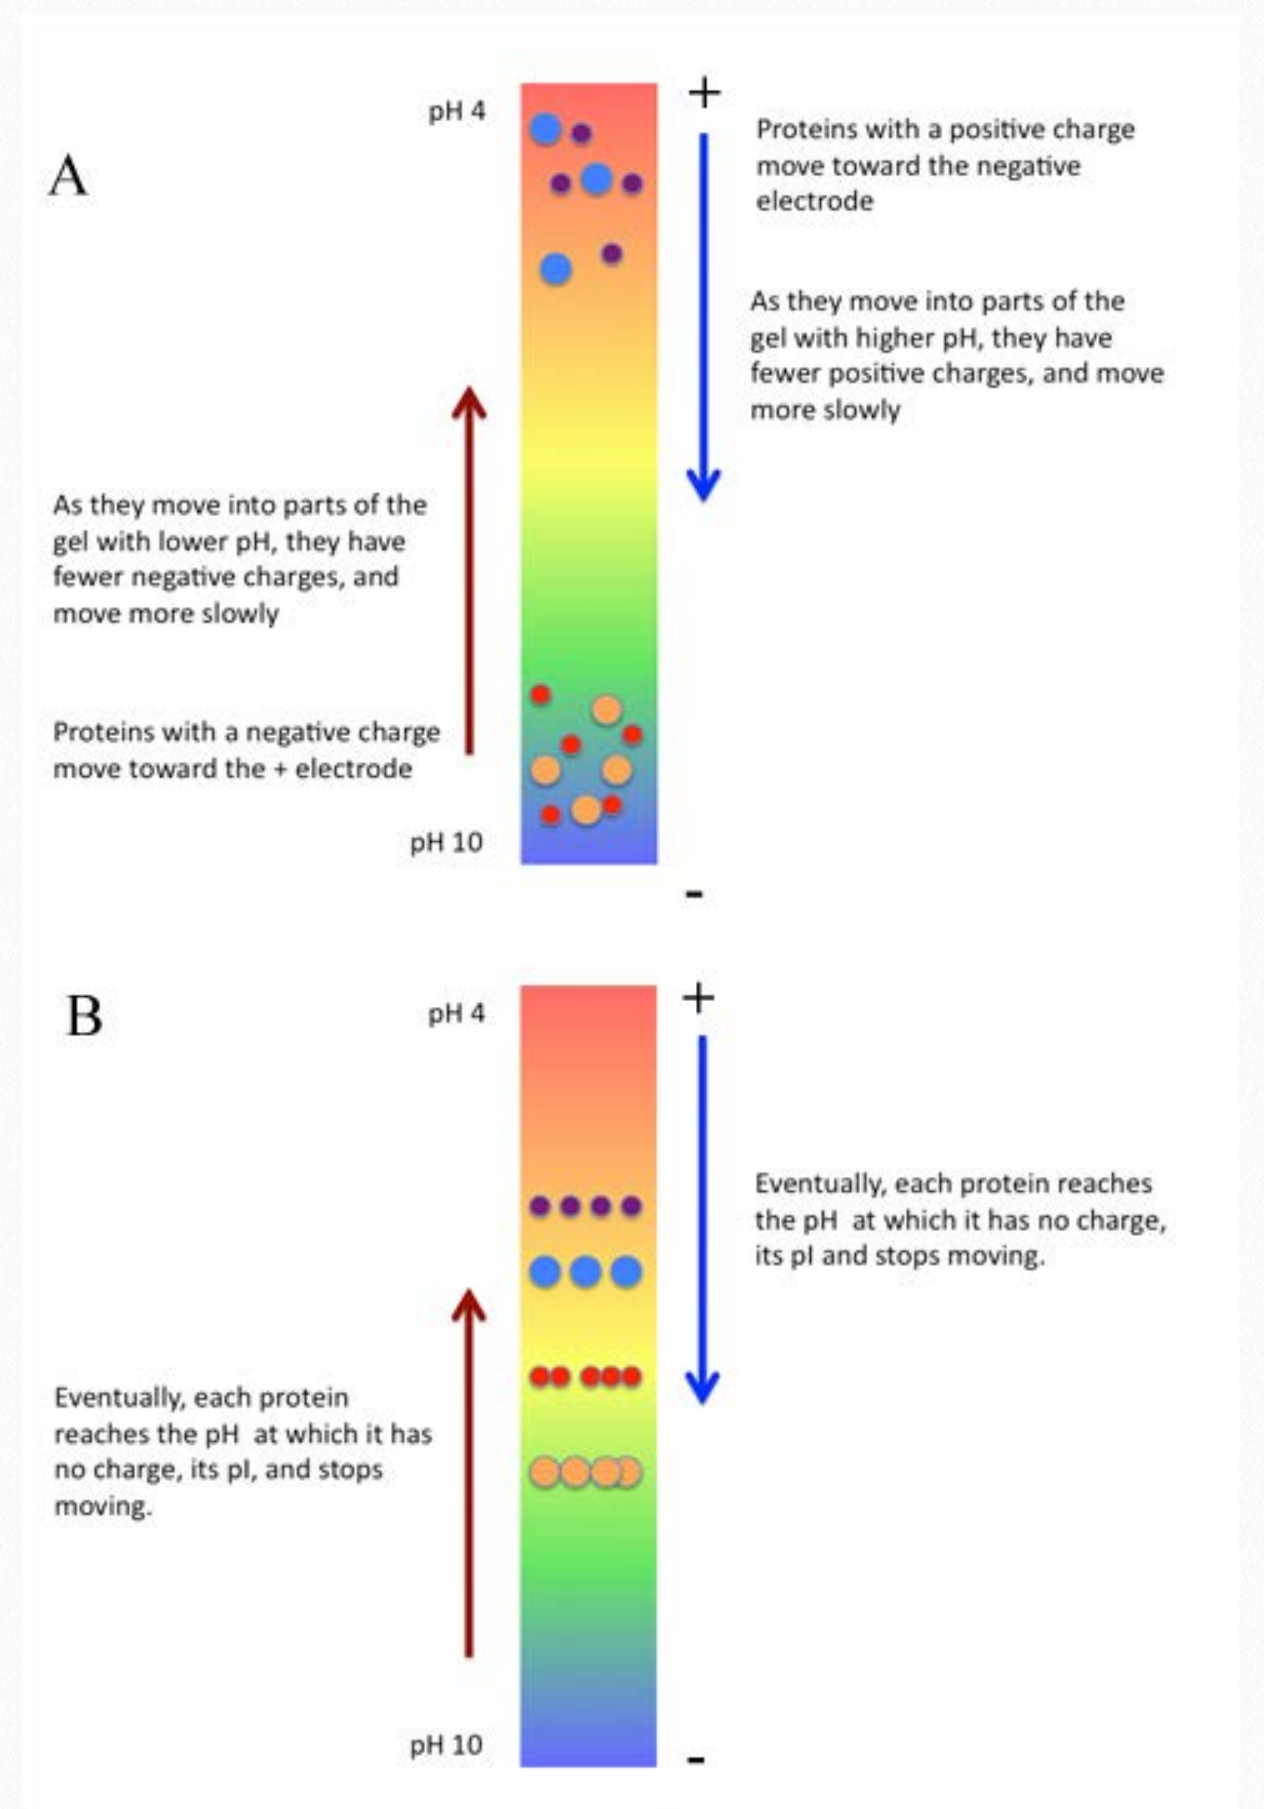 pH 4
+
A
Proteins with a positive charge
move toward the negative
electrode
As they move into parts of the
gel with higher pH, they have
fewer positive charges, and move
more slowly
As they move into parts of the
gel with lower pH, they have
fewer negative charges, and
move more slowly
Proteins with a negative charge
move toward the + electrode
pH 10
-
B
pH 4
+
Eventually, each protein reaches
the pH at which it has no charge,
its pI and stops moving.
Eventually, each protein
reaches the pH at which it has
no charge, its pI, and stops
moving.
pH 10
-